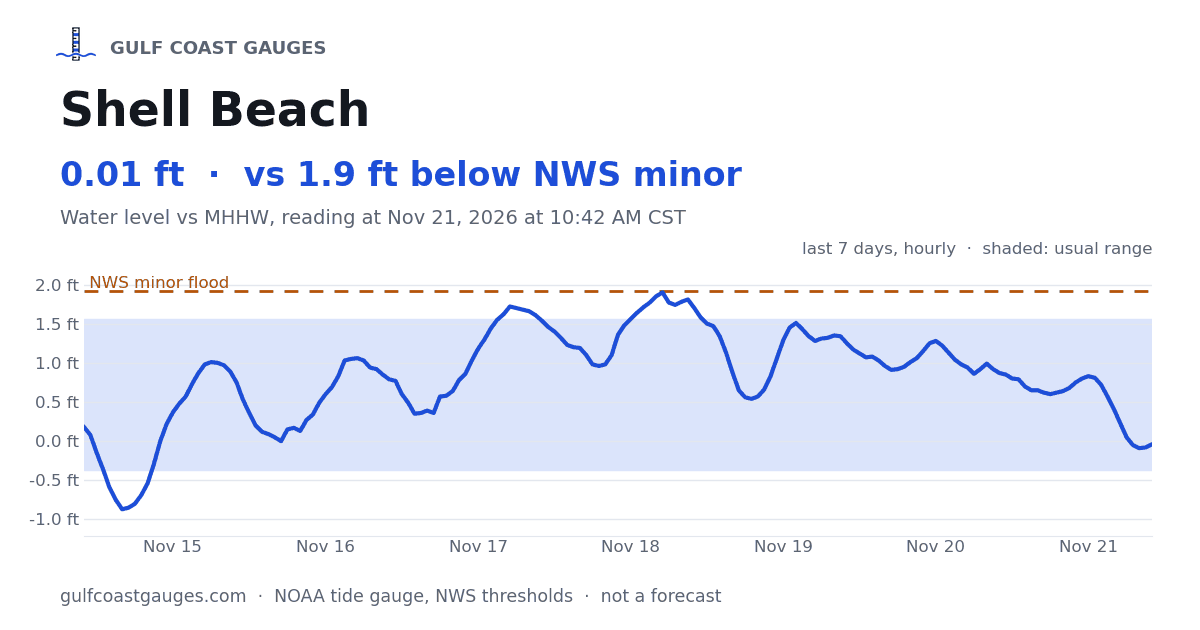 GULF COAST GAUGES
Shell Beach
0.01 ft · vs 1.9 ft below NWS minor
Water level vs MHHW, reading at Nov 21, 2026 at 10:42 AM CST
last 7 days, hourly · shaded: usual range
NWS minor flood
2.0 ft
1.5 ft
1.0 ft
0.5 ft
0.0 ft
-0.5 ft
-1.0 ft
Nov 15 Nov 16 Nov 17 Nov 18 Nov 19 Nov 20 Nov 21
gulfcoastgauges.com · NOAA tide gauge, NWS thresholds · not a forecast